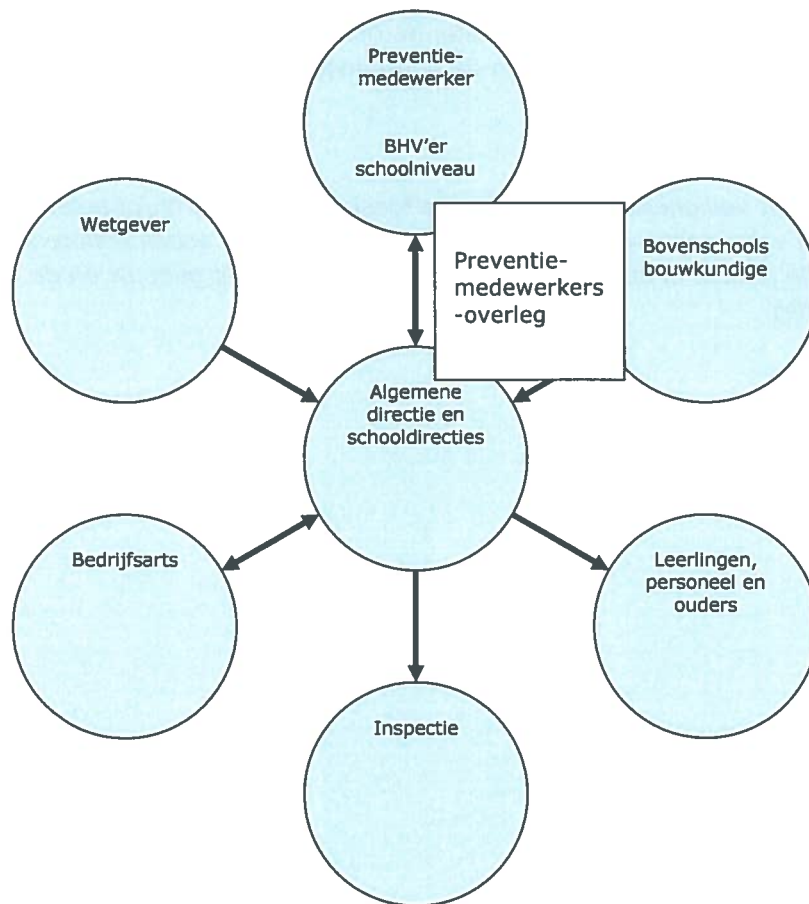 Preventie-
medewerker
BHV'er
schoolniveau
Wetgever
Preventie-
medewerkers
-overleg
Bovenschools
bouwkundige
Algemene
directie en
schooldirecties
Bedrijfsarts
Leerlingen,
personeel en
ouders
Inspectie